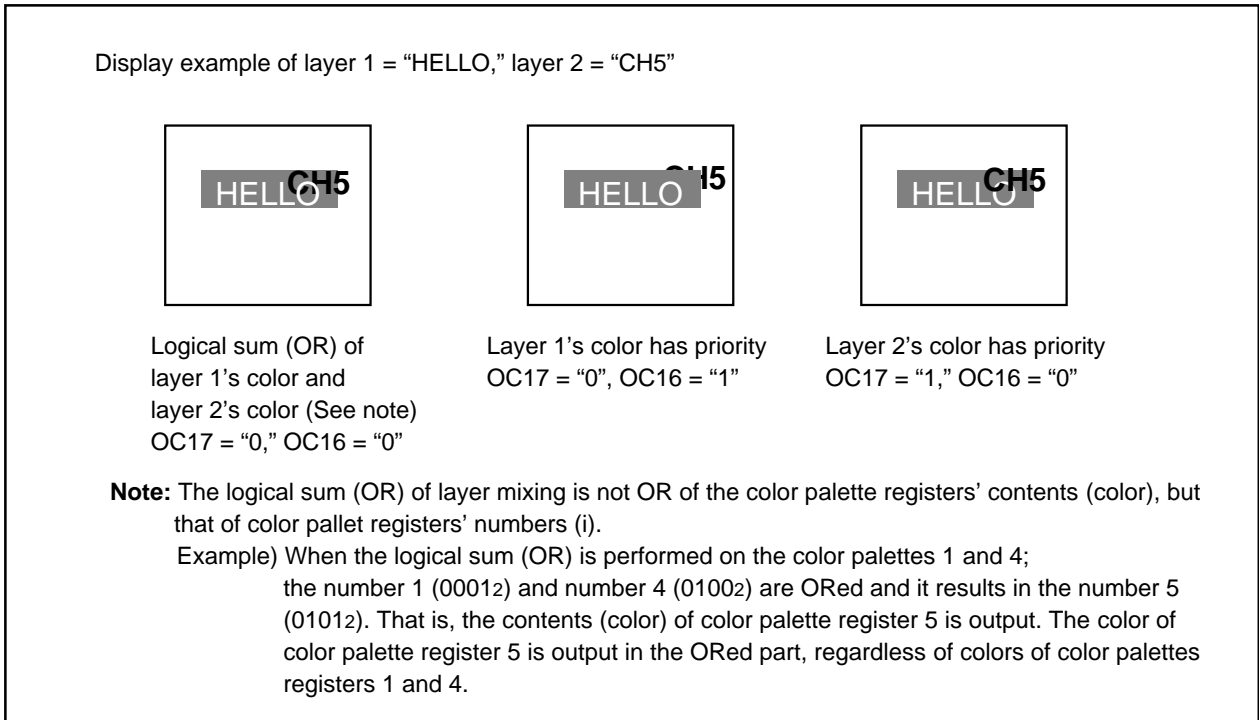 Display example of layer 1 = “HELLO,” layer 2 = “CH5”
HELLO CH5
HELLO CH5
HELLO CH5
Logical sum (OR) of
layer 1’s color and
layer 2’s color (See note)
OC17 = “0,” OC16 = “0”
Layer 1’s color has priority
OC17 = “0”, OC16 = “1”
Layer 2’s color has priority
OC17 = “1,” OC16 = “0”
Note: The logical sum (OR) of layer mixing is not OR of the color palette registers’ contents (color), but
that of color pallet registers’ numbers (i).
Example) When the logical sum (OR) is performed on the color palettes 1 and 4;
the number 1 (00012) and number 4 (01002) are ORed and it results in the number 5
(01012). That is, the contents (color) of color palette register 5 is output. The color of
color palette register 5 is output in the ORed part, regardless of colors of color palettes
registers 1 and 4.